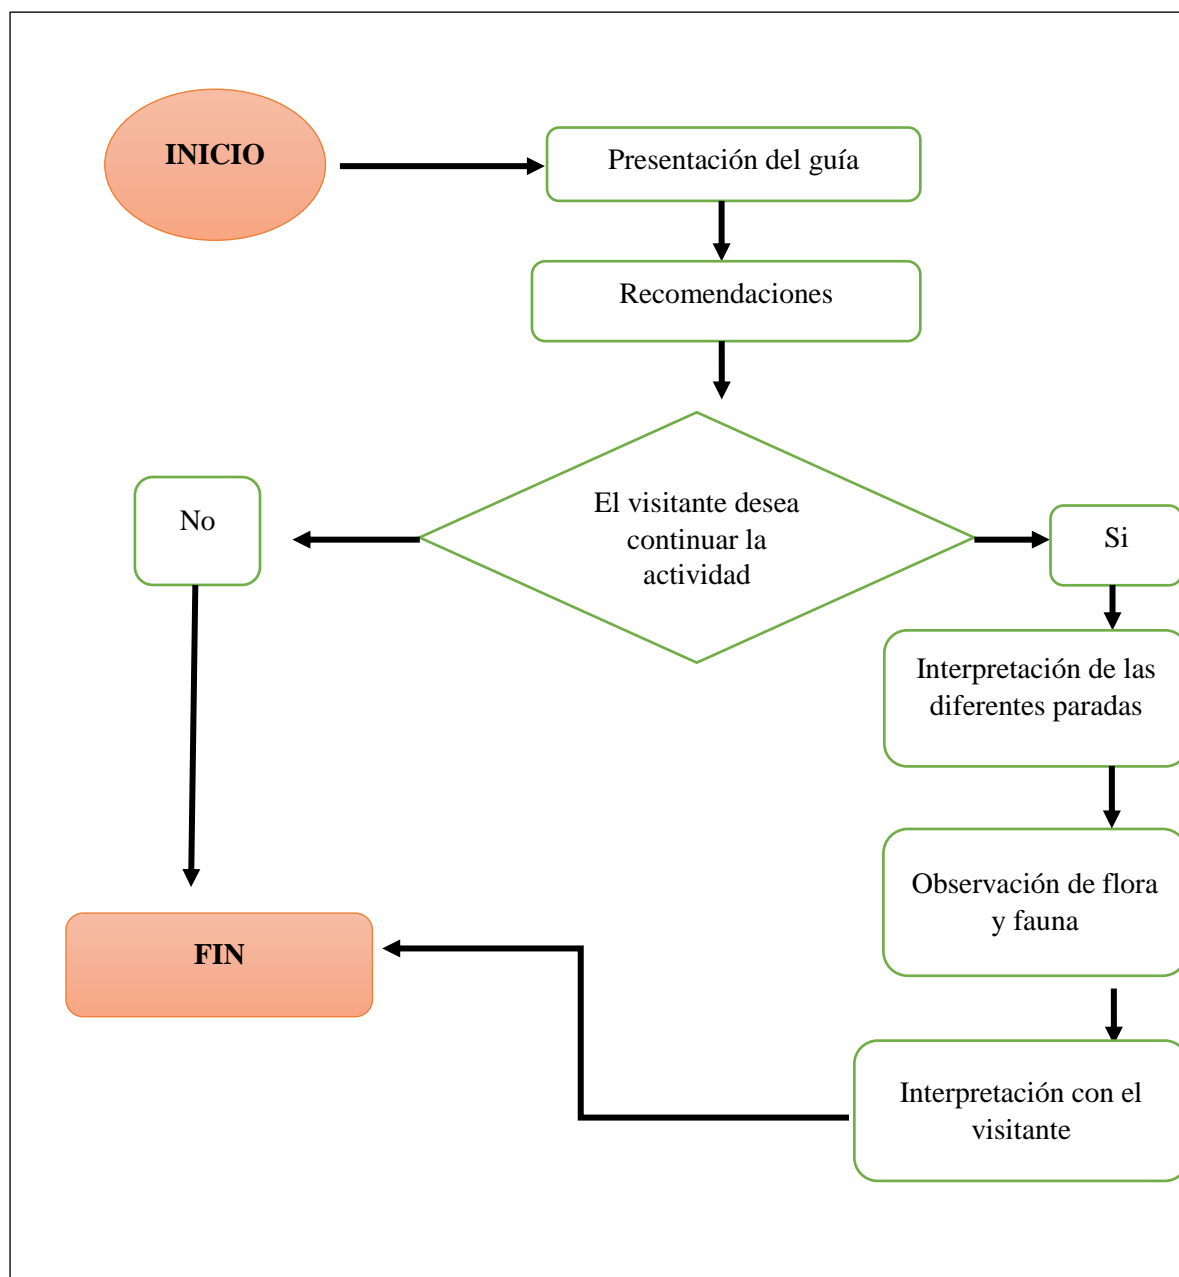 INICIO
Presentación del guía
Recomendaciones
El visitante desea
continuar la
actividad
No
Si
Interpretación de las
diferentes paradas
Observación de flora
y fauna
Interpretación con el
visitante
FIN